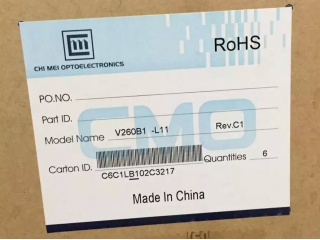 RoHS
CHI MEI OPTOELECTRONICS
PO.NO.
Part ID.
Model Name V260B1 -L11 Rev.C1
CMO
Carton ID. Quantities 6
C6C1LB102C3217
Made In China